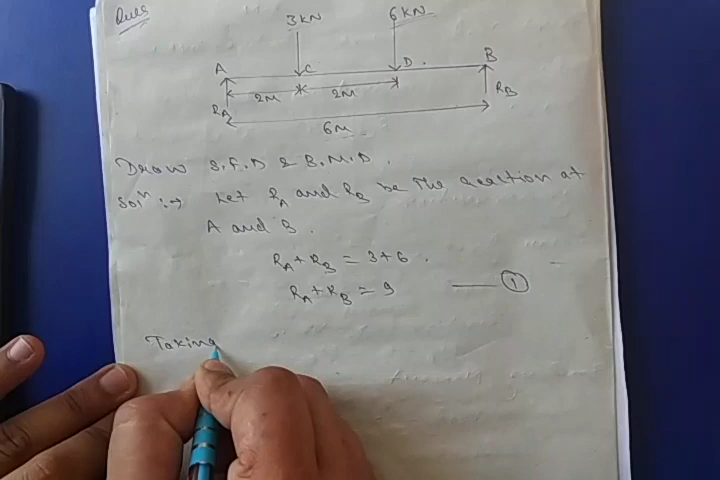 Ques
3KN 6KN
A C D. B
2M 2M
RA RB
6M
Draw S.F.D & B.M.D.
Solⁿ :→ Let RA and RB be the reaction at
A and B.
RA + RB = 3+6.
RA + RB = 9 —— ①
Taking